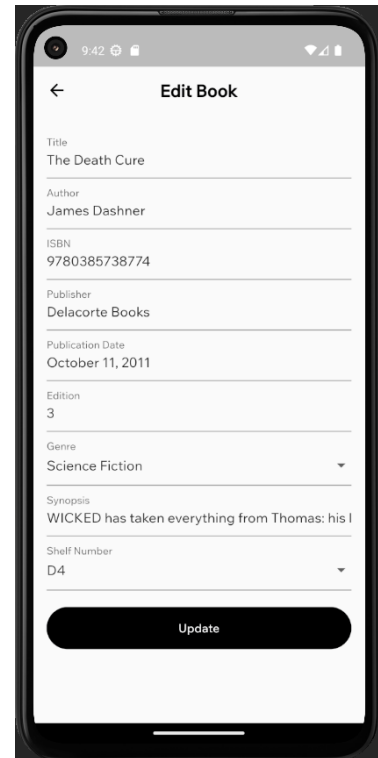 9:42
Edit Book
Title
The Death Cure
Author
James Dashner
ISBN
9780385738774
Publisher
Delacorte Books
Publication Date
October 11, 2011
Edition
3
Genre
Science Fiction
Synopsis
WICKED has taken everything from Thomas: his
Shelf Number
D4
Update